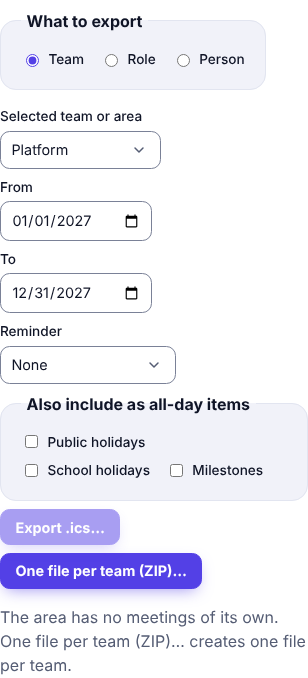 What to export
Team Role Person
Selected team or area
Platform
From
01/01/2027
To
12/31/2027
Reminder
None
Also include as all-day items
Public holidays
School holidays Milestones
Export .ics...
One file per team (ZIP)...
The area has no meetings of its own.
One file per team (ZIP)... creates one file
per team.